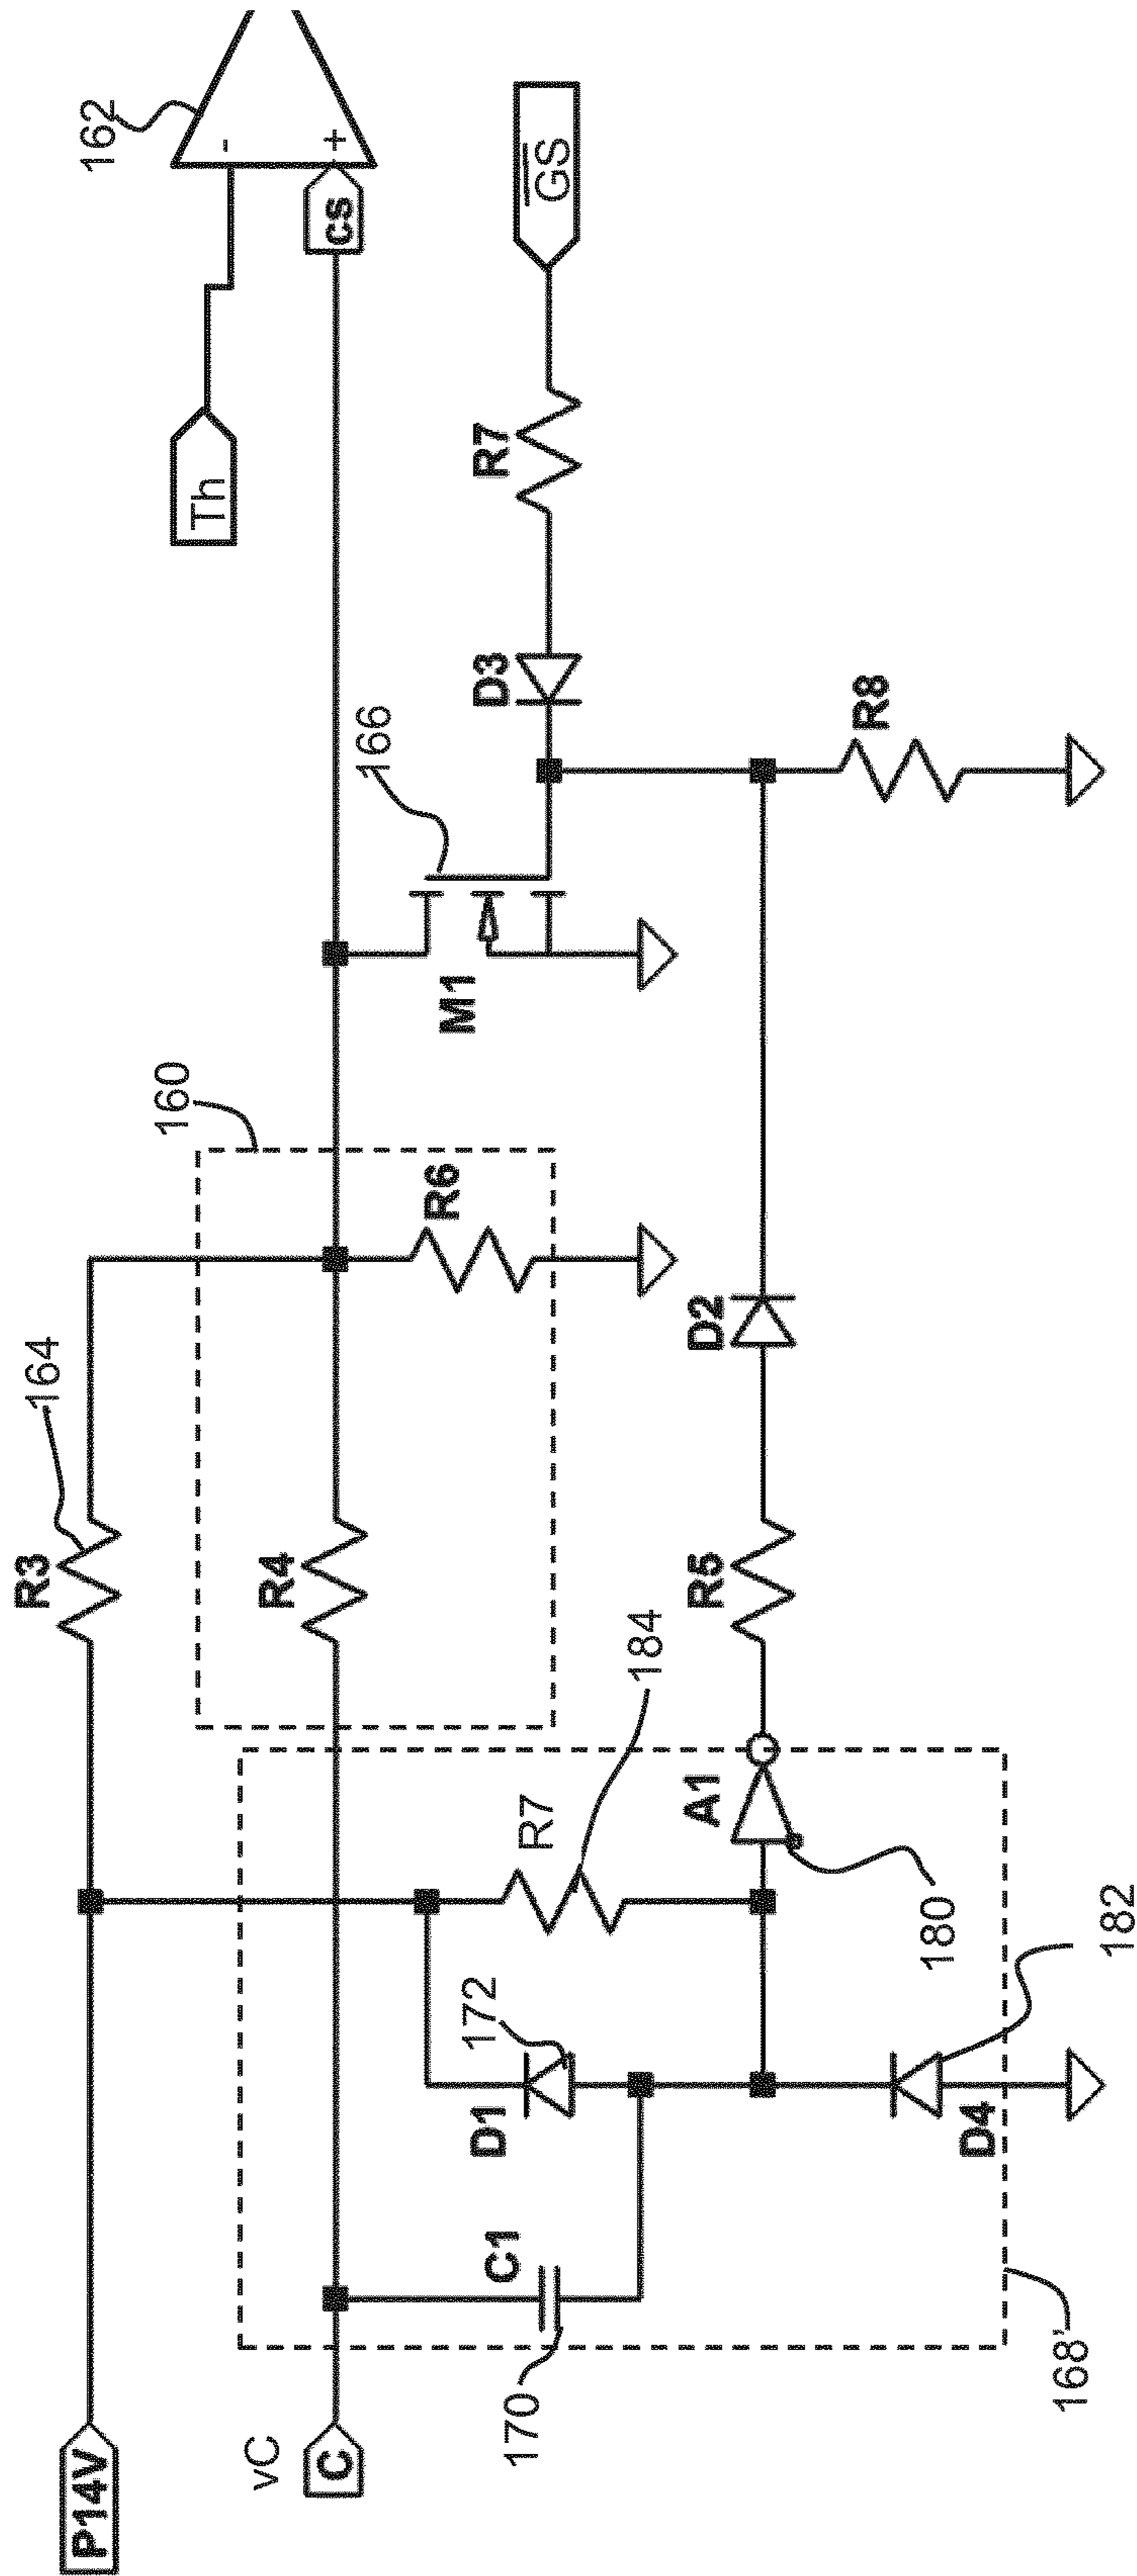 P14V
R3
164
160
162
-
+
Th
cs
vC
C
R4
R6
166
M1
D3
R7
GS
C1
170
D1
172
R7
184
A1
180
R5
D2
R8
D4
182
168'